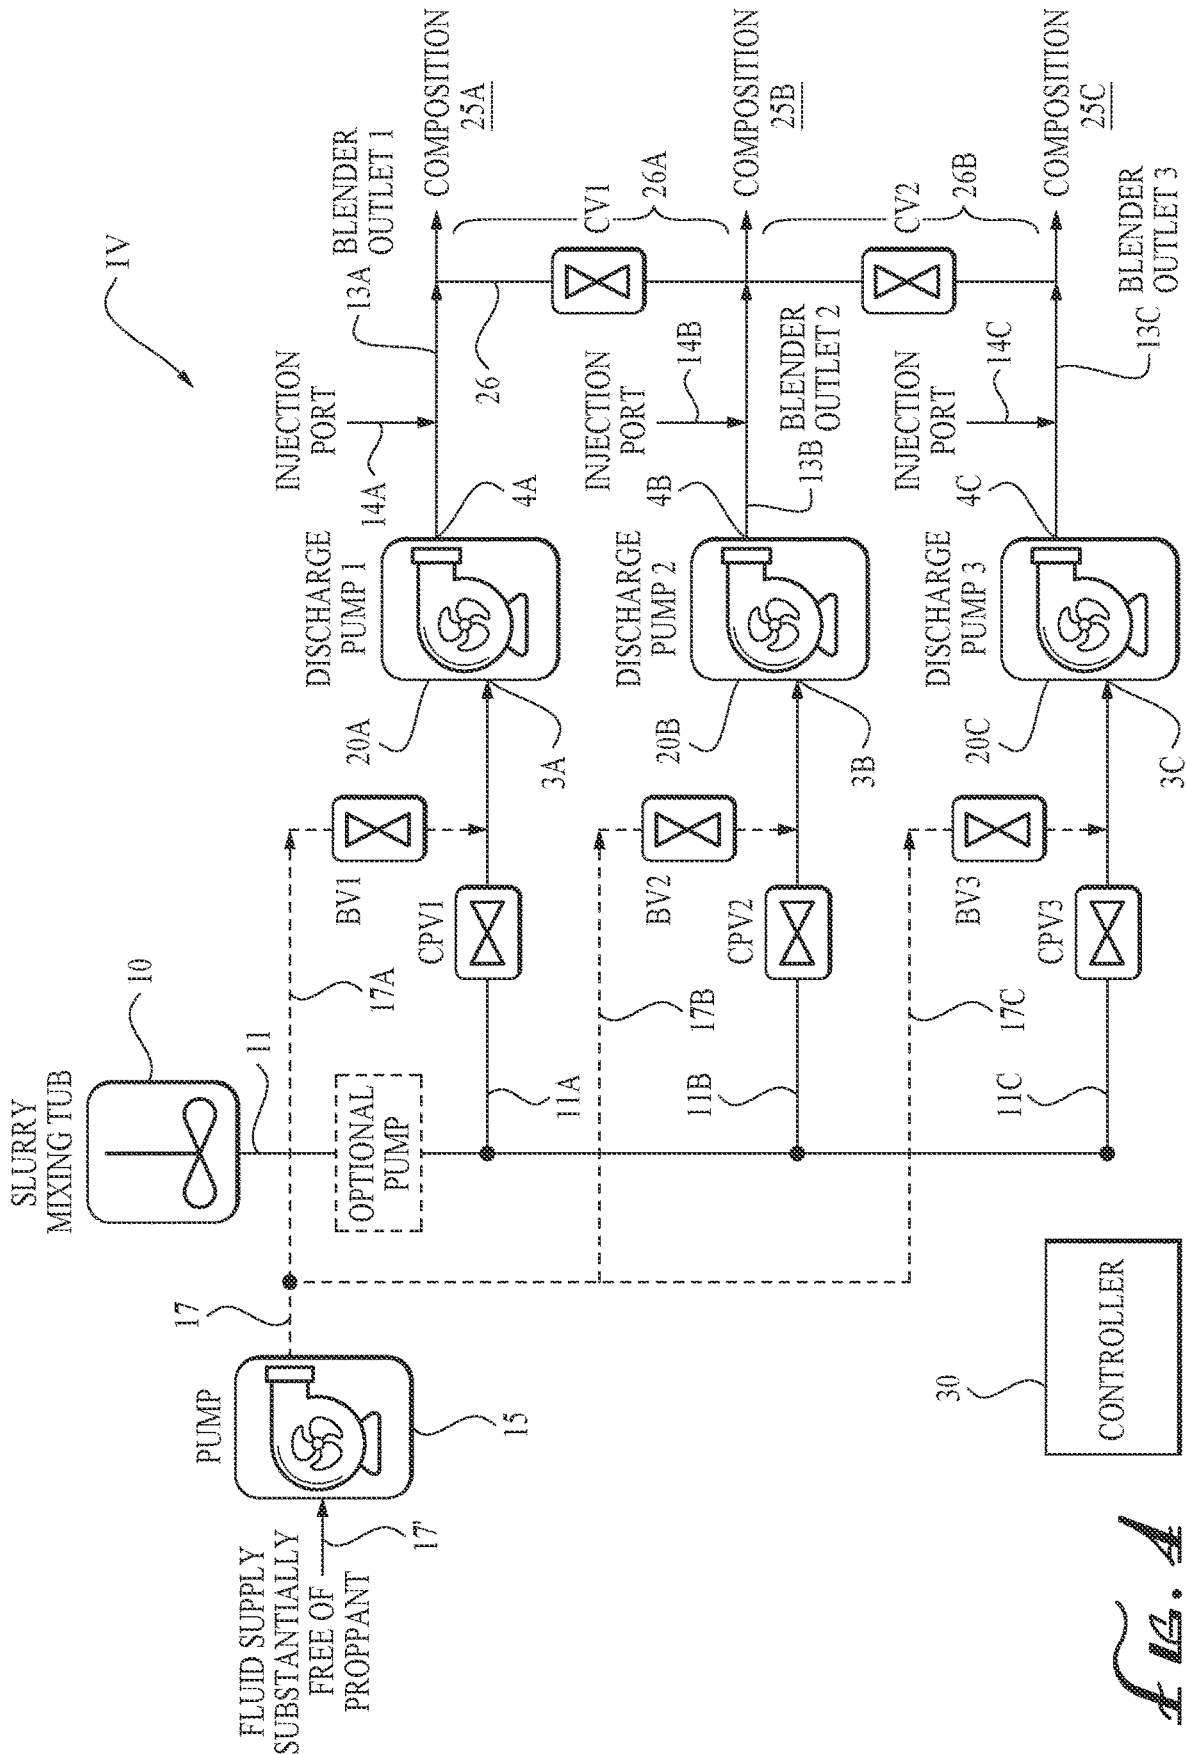 IV
SLURRY
MIXING TUB
10
11
FLUID SUPPLY
SUBSTANTIALLY
FREE OF
PROPPANT
17'
PUMP
15
17
OPTIONAL
PUMP
17A
BV1
CPV1
11A
DISCHARGE
PUMP 1
20A
3A
4A
INJECTION
PORT
14A
13A
BLENDER
OUTLET 1
COMPOSITION
25A
26
CV1
26A
17B
BV2
CPV2
11B
DISCHARGE
PUMP 2
20B
3B
4B
INJECTION
PORT
14B
13B
BLENDER
OUTLET 2
COMPOSITION
25B
CV2
26B
17C
BV3
CPV3
11C
DISCHARGE
PUMP 3
20C
3C
4C
INJECTION
PORT
14C
13C
BLENDER
OUTLET 3
COMPOSITION
25C
30
CONTROLLER
FIG. 4